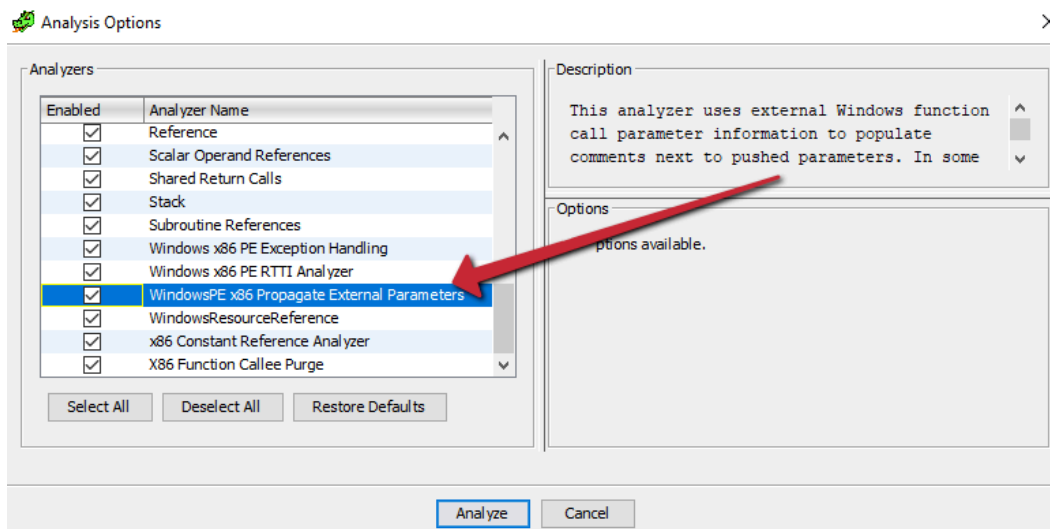 Analysis Options
Analyzers
Enabled Analyzer Name
Reference
Scalar Operand References
Shared Return Calls
Stack
Subroutine References
Windows x86 PE Exception Handling
Windows x86 PE RTTI Analyzer
WindowsPE x86 Propagate External Parameters
WindowsResourceReference
x86 Constant Reference Analyzer
X86 Function Callee Purge
Select All Deselect All Restore Defaults
Description
This analyzer uses external Windows function
call parameter information to populate
comments next to pushed parameters. In some
Options
ptions available.
Analyze Cancel